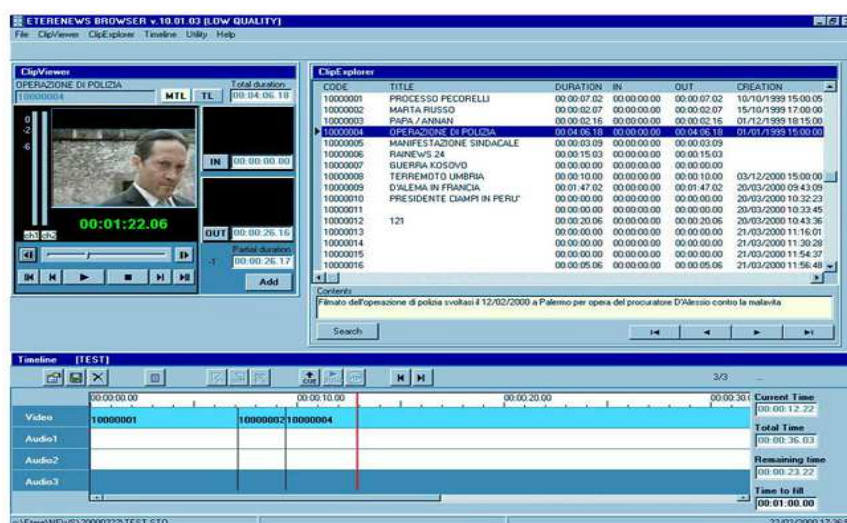 ETERENEWS BROWSER v.10.01.03 (LOW QUALITY)
File ClipViewer ClipExplorer Timeline Utility Help
ClipViewer
OPERAZIONE DI POLIZIA
Total duration
10000004 MTL TL 00:04:06.18
0
-2
-6
IN 00:00:00.00
00:01:22.06
ch1 ch2
OUT 00:00:26.16
Partial duration
-1 00:00:26.17
Add
ClipExplorer
CODE TITLE DURATION IN OUT CREATION
10000001 PROCESSO PECORELLI 00:00:07.02 00:00:00.00 00:00:07.02 10/10/1999 15:00:05
10000002 MARTA RUSSO 00:00:02.07 00:00:00.00 00:00:02.07 15/10/1999 17:00:00
10000003 PAPA / ANNAN 00:00:02.16 00:00:00.00 00:00:02.16 01/12/1999 18:15:00
10000004 OPERAZIONE DI POLIZIA 00:04:06.18 00:00:00.00 00:04:06.18 01/01/1999 15:00:00
10000005 MANIFESTAZIONE SINDACALE 00:00:03.09 00:00:00.00 00:00:03.09
10000006 RAINEWS 24 00:00:15.03 00:00:00.00 00:00:15.03
10000007 GUERRA KOSOVO 00:00:00.00 00:00:00.00 00:00:00.00
10000008 TERREMOTO UMBRIA 00:00:10.00 00:00:00.00 00:00:10.00 03/12/2000 15:00:00
10000009 D'ALEMA IN FRANCIA 00:01:47.02 00:00:00.00 00:01:47.02 20/03/2000 09:43:09
10000010 PRESIDENTE CIAMPI IN PERU' 00:00:00.00 00:00:00.00 00:00:00.00 20/03/2000 10:32:23
10000011 00:00:00.00 00:00:00.00 00:00:00.00 20/03/2000 10:33:45
10000012 121 00:00:20.06 00:00:00.00 00:00:20.06 20/03/2000 10:43:36
10000013 00:00:00.00 00:00:00.00 00:00:00.00 21/03/2000 11:16:01
10000014 00:00:00.00 00:00:00.00 00:00:00.00 21/03/2000 11:30:28
10000015 00:00:00.00 00:00:00.00 00:00:00.00 21/03/2000 11:54:37
10000016 00:00:05.06 00:00:00.00 00:00:05.06 21/03/2000 11:56:48
Contents
Filmato dell'operazione di polizia svoltasi il 12/02/2000 a Palermo per opera del procuratore D'Alessio contro la malavita
Search
Timeline [TEST]
CUE
3/3 ...
00:00:00.00 00:00:10.00 00:00:20.00 00:00:30
Video 10000001 10000002 10000004
Audio1
Audio2
Audio3
Current Time
00:00:12.22
Total Time
00:00:36.03
Remaining time
00:00:23.22
Time to fill
00:01:00.00